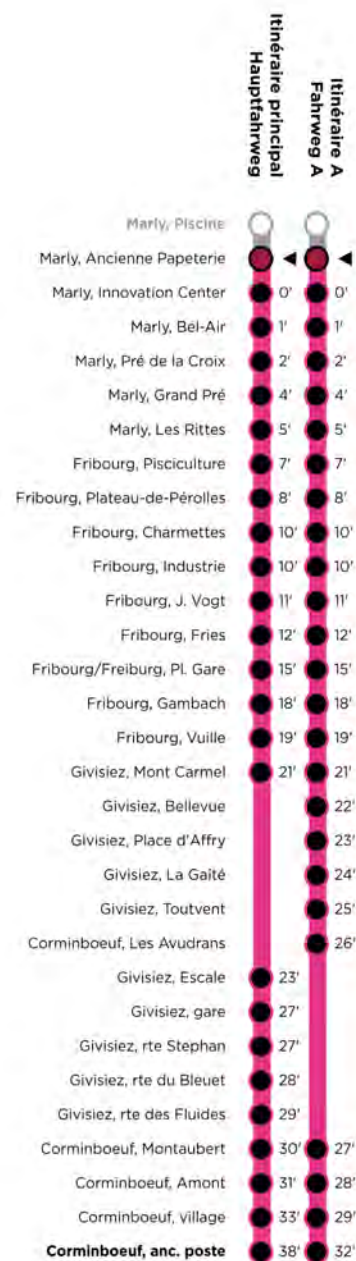 Itinéraire principal
Hauptfahrweg
Itinéraire A
Fahrweg A
Marly, Piscine
Marly, Ancienne Papeterie ◄ ◄
Marly, Innovation Center 0' 0'
Marly, Bel-Air 1' 1'
Marly, Pré de la Croix 2' 2'
Marly, Grand Pré 4' 4'
Marly, Les Rittes 5' 5'
Fribourg, Pisciculture 7' 7'
Fribourg, Plateau-de-Pérolles 8' 8'
Fribourg, Charmettes 10' 10'
Fribourg, Industrie 10' 10'
Fribourg, J. Vogt 11' 11'
Fribourg, Fries 12' 12'
Fribourg/Freiburg, Pl. Gare 15' 15'
Fribourg, Gambach 18' 18'
Fribourg, Vuille 19' 19'
Givisiez, Mont Carmel 21' 21'
Givisiez, Bellevue 22'
Givisiez, Place d'Affry 23'
Givisiez, La Gaîté 24'
Givisiez, Toutvent 25'
Corminboeuf, Les Avudrans 26'
Givisiez, Escale 23'
Givisiez, gare 27'
Givisiez, rte Stephan 27'
Givisiez, rte du Bleuet 28'
Givisiez, rte des Fluides 29'
Corminboeuf, Montaubert 30' 27'
Corminboeuf, Amont 31' 28'
Corminboeuf, village 33' 29'
Corminboeuf, anc. poste 38' 32'